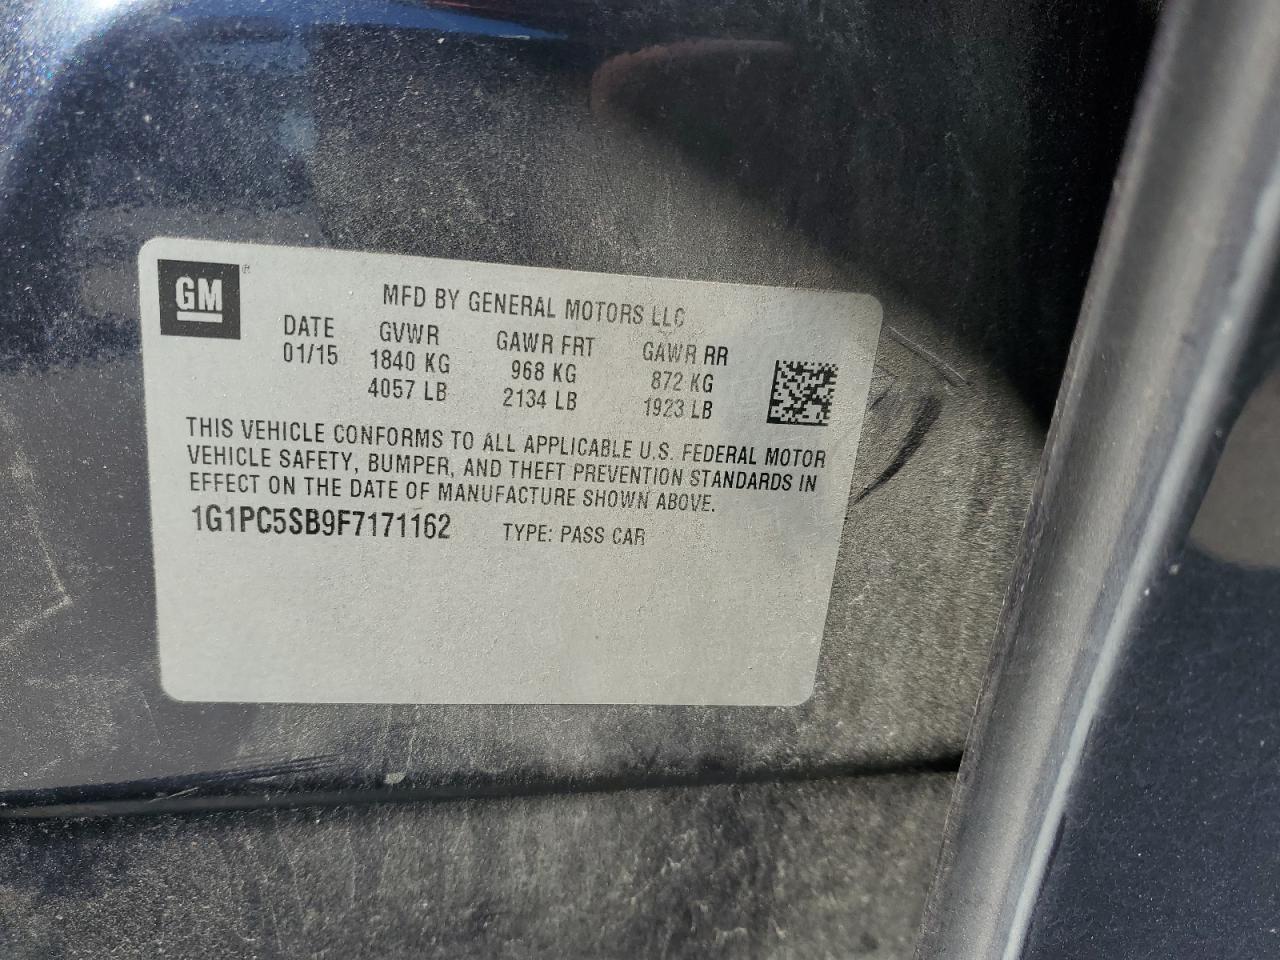 GM
MFD BY GENERAL MOTORS LLC
DATE GVWR GAWR FRT GAWR RR
01/15 1840 KG 968 KG 872 KG
4057 LB 2134 LB 1923 LB
THIS VEHICLE CONFORMS TO ALL APPLICABLE U.S. FEDERAL MOTOR
VEHICLE SAFETY, BUMPER, AND THEFT PREVENTION STANDARDS IN
EFFECT ON THE DATE OF MANUFACTURE SHOWN ABOVE.
1G1PC5SB9F7171162 TYPE: PASS CAR